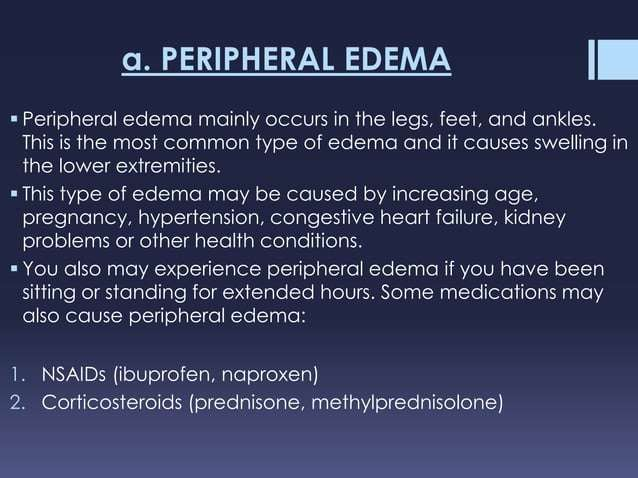 a. PERIPHERAL EDEMA
▪ Peripheral edema mainly occurs in the legs, feet, and ankles.
This is the most common type of edema and it causes swelling in
the lower extremities.
▪ This type of edema may be caused by increasing age,
pregnancy, hypertension, congestive heart failure, kidney
problems or other health conditions.
▪ You also may experience peripheral edema if you have been
sitting or standing for extended hours. Some medications may
also cause peripheral edema:
1. NSAIDs (ibuprofen, naproxen)
2. Corticosteroids (prednisone, methylprednisolone)